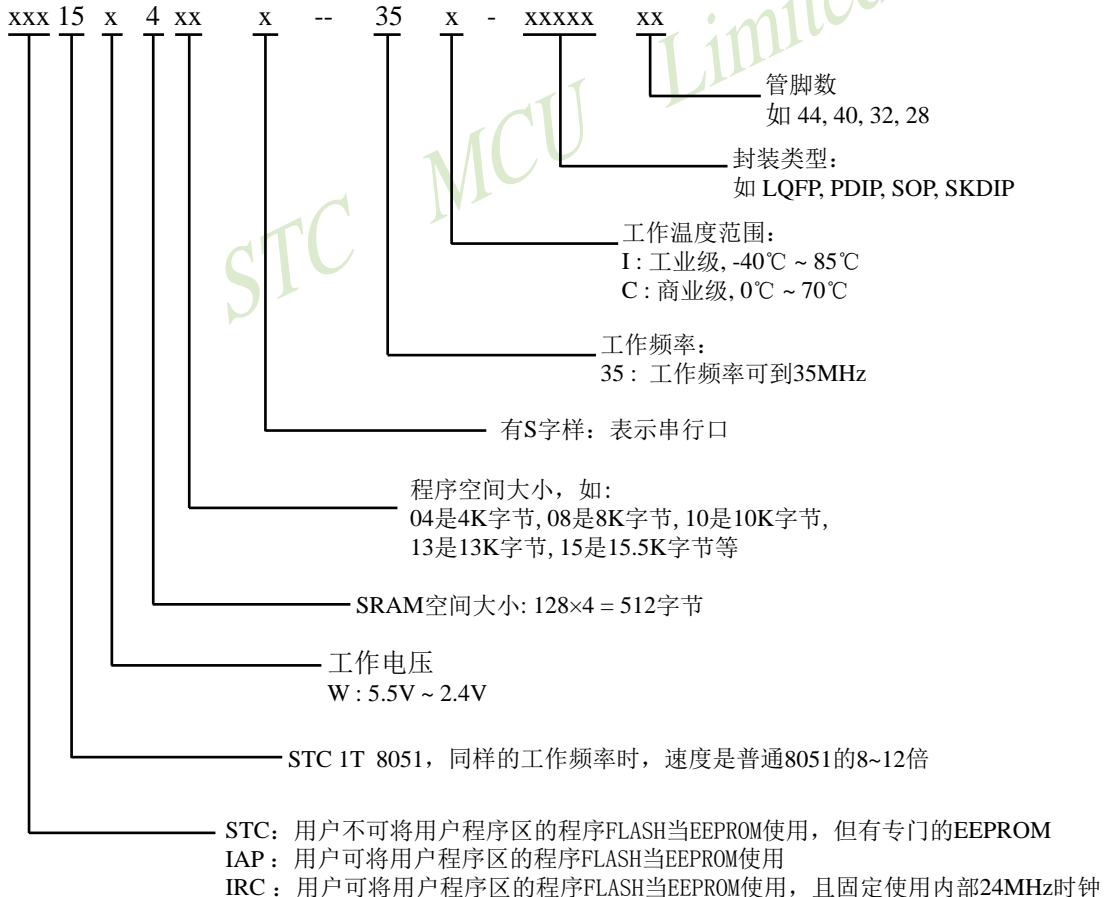 xxx 15 x 4 xx x -- 35 x - xxxxx xx
管脚数
如 44, 40, 32, 28
封装类型：
如 LQFP, PDIP, SOP, SKDIP
工作温度范围：
I : 工业级, -40℃ ~ 85℃
C : 商业级, 0℃ ~ 70℃
工作频率：
35 : 工作频率可到35MHz
有S字样：表示串行口
程序空间大小，如:
04是4K字节, 08是8K字节, 10是10K字节,
13是13K字节, 15是15.5K字节等
SRAM空间大小: 128×4 = 512字节
工作电压
W : 5.5V ~ 2.4V
STC 1T 8051，同样的工作频率时，速度是普通8051的8~12倍
STC：用户不可将用户程序区的程序FLASH当EEPROM使用，但有专门的EEPROM
IAP：用户可将用户程序区的程序FLASH当EEPROM使用
IRC：用户可将用户程序区的程序FLASH当EEPROM使用，且固定使用内部24MHz时钟
STC MCU Limited